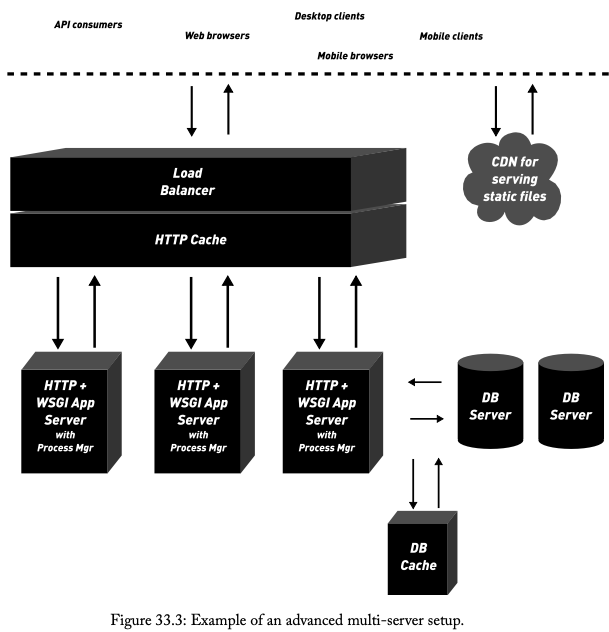 Desktop clients
API consumers
Web browsers
Mobile clients
Mobile browsers
Load
Balancer
HTTP Cache
CDN for
serving
static files
HTTP +
WSGI App
Server
with
Process Mgr
HTTP +
WSGI App
Server
with
Process Mgr
HTTP +
WSGI App
Server
with
Process Mgr
DB
Server
DB
Server
DB
Cache
Figure 33.3: Example of an advanced multi-server setup.